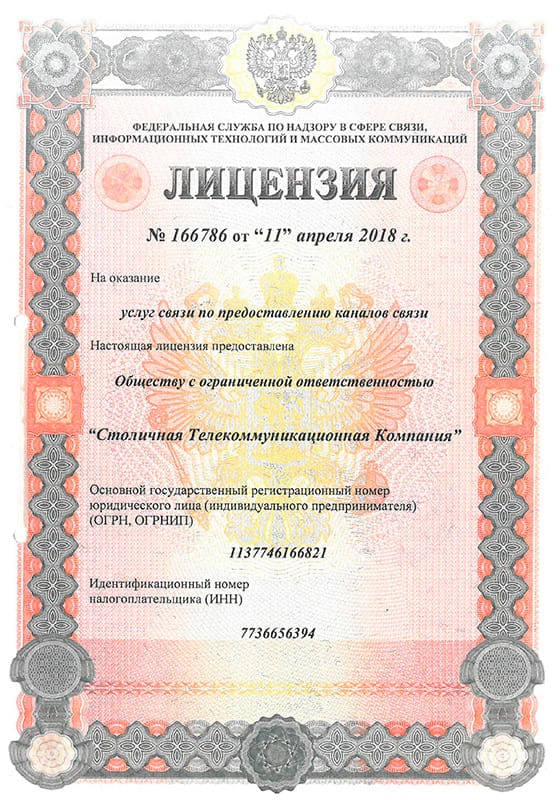 ФЕДЕРАЛЬНАЯ СЛУЖБА ПО НАДЗОРУ В СФЕРЕ СВЯЗИ,
ИНФОРМАЦИОННЫХ ТЕХНОЛОГИЙ И МАССОВЫХ КОММУНИКАЦИЙ
ЛИЦЕНЗИЯ
№ 166786 от “11” апреля 2018 г.
На оказание
услуг связи по предоставлению каналов связи
Настоящая лицензия предоставлена
Обществу с ограниченной ответственностью
“Столичная Телекоммуникационная Компания”
Основной государственный регистрационный номер
юридического лица (индивидуального предпринимателя)
(ОГРН, ОГРНИП)
1137746166821
Идентификационный номер
налогоплательщика (ИНН)
7736656394